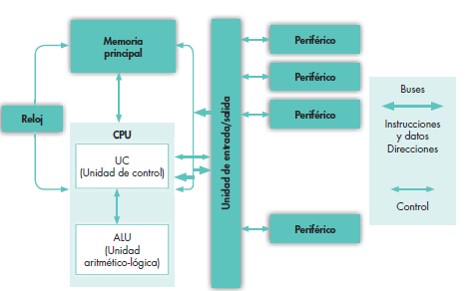 Memoria
principal
Reloj
CPU
UC
(Unidad de control)
ALU
(Unidad
aritmético-lógica)
Unidad de entrada/salida
Periférico
Periférico
Periférico
Periférico
Buses
Instrucciones
y datos
Direcciones
Control